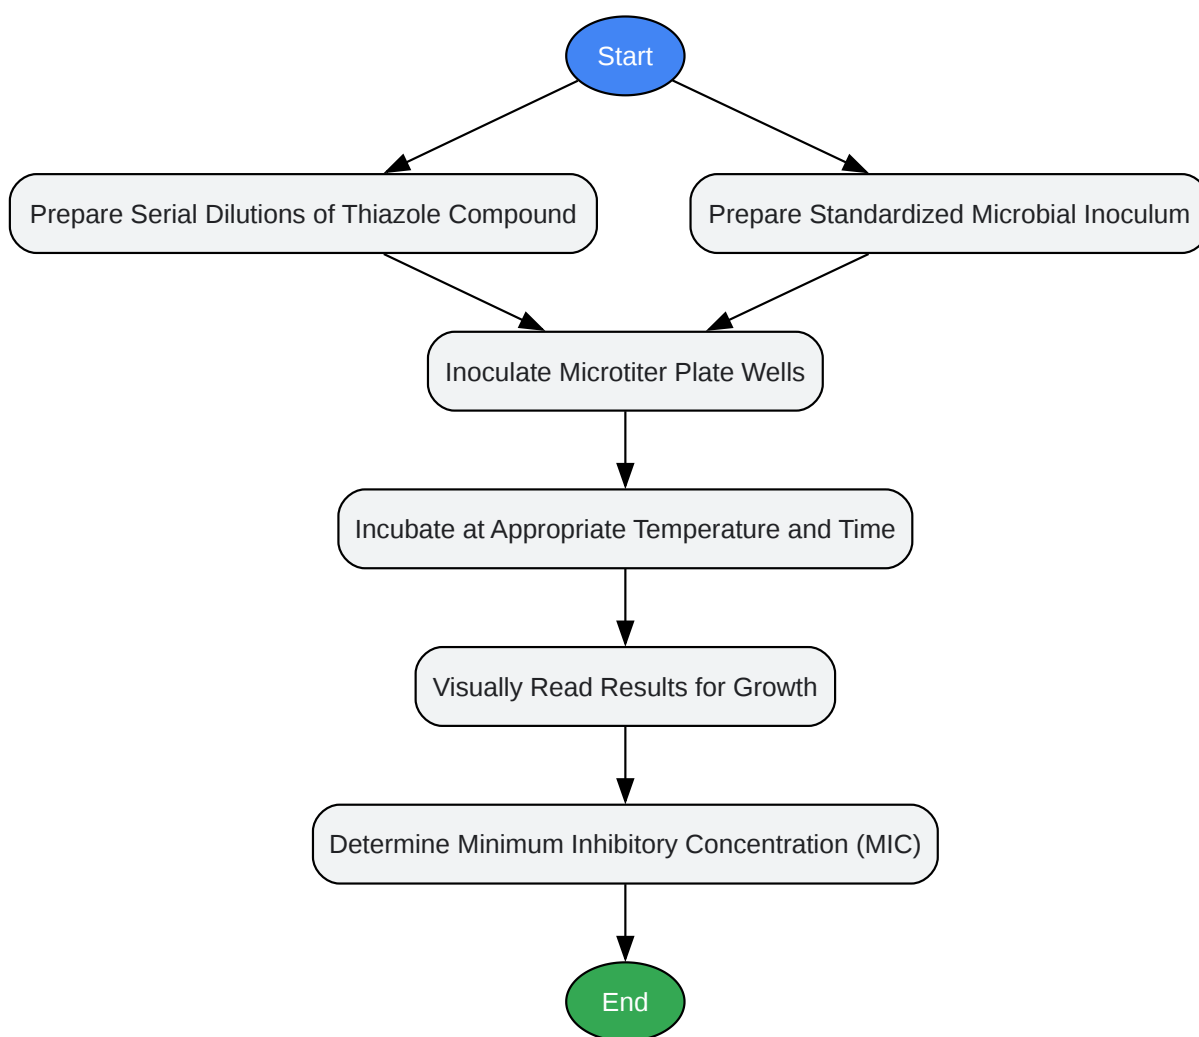 Start
Prepare Serial Dilutions of Thiazole Compound
Prepare Standardized Microbial Inoculum
Inoculate Microtiter Plate Wells
Incubate at Appropriate Temperature and Time
Visually Read Results for Growth
Determine Minimum Inhibitory Concentration (MIC)
End